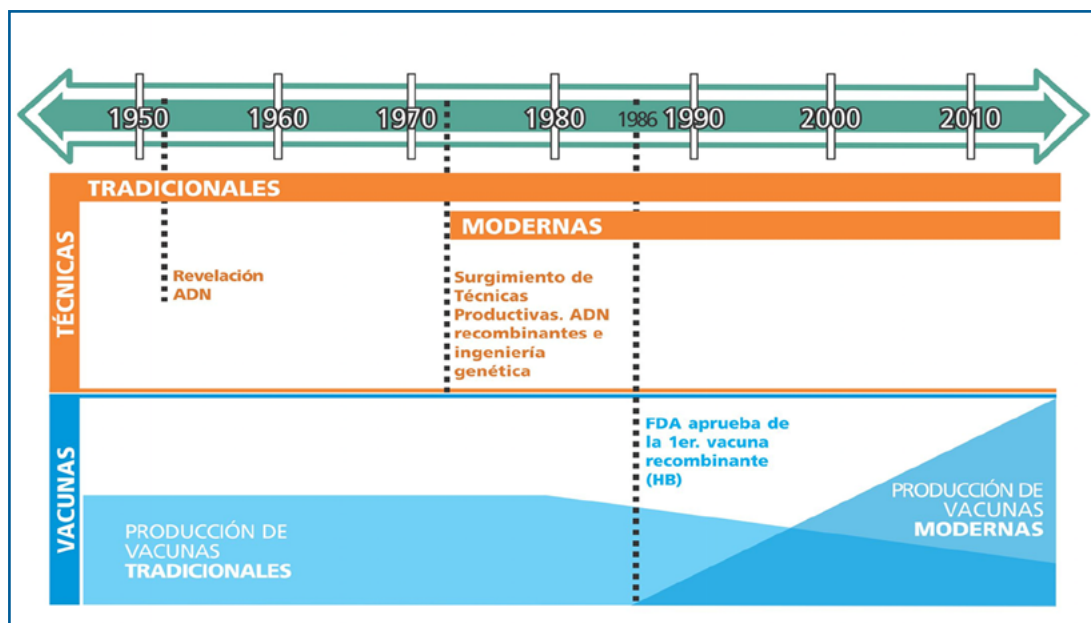 1950 1960 1970 1980 1986 1990 2000 2010
TÉCNICAS
TRADICIONALES
MODERNAS
Revelación
ADN
Surgimiento de
Técnicas
Productivas. ADN
recombinantes e
ingeniería
genética
VACUNAS
FDA aprueba de
la 1er. vacuna
recombinante
(HB)
PRODUCCIÓN DE
VACUNAS
TRADICIONALES
PRODUCCIÓN DE
VACUNAS
MODERNAS